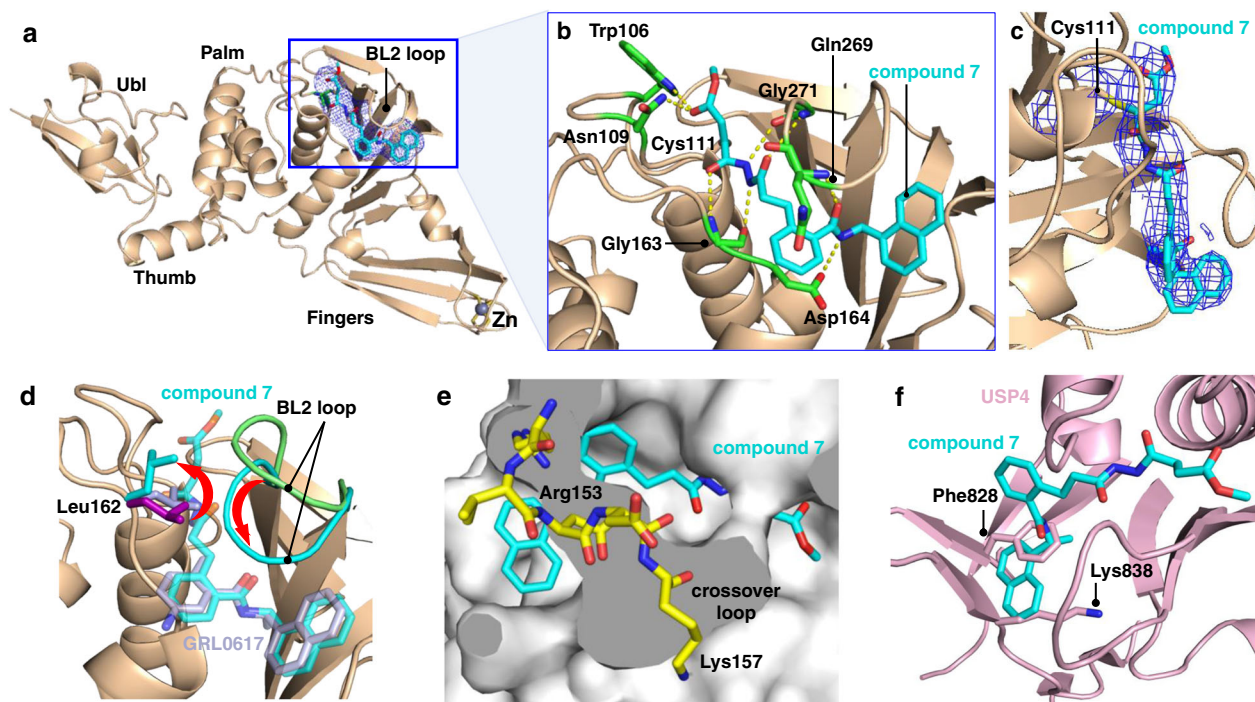 a
Ubl
Palm
BL2 loop
Thumb
Fingers
Zn
b
Trp106
Gln269
compound 7
Gly271
Asn109
Cys111
Gly163
Asp164
c
Cys111
compound 7
d
compound 7
BL2 loop
Leu162
GRL0617
e
compound 7
Arg153
crossover
loop
Lys157
f
USP4
compound 7
Phe828
Lys838